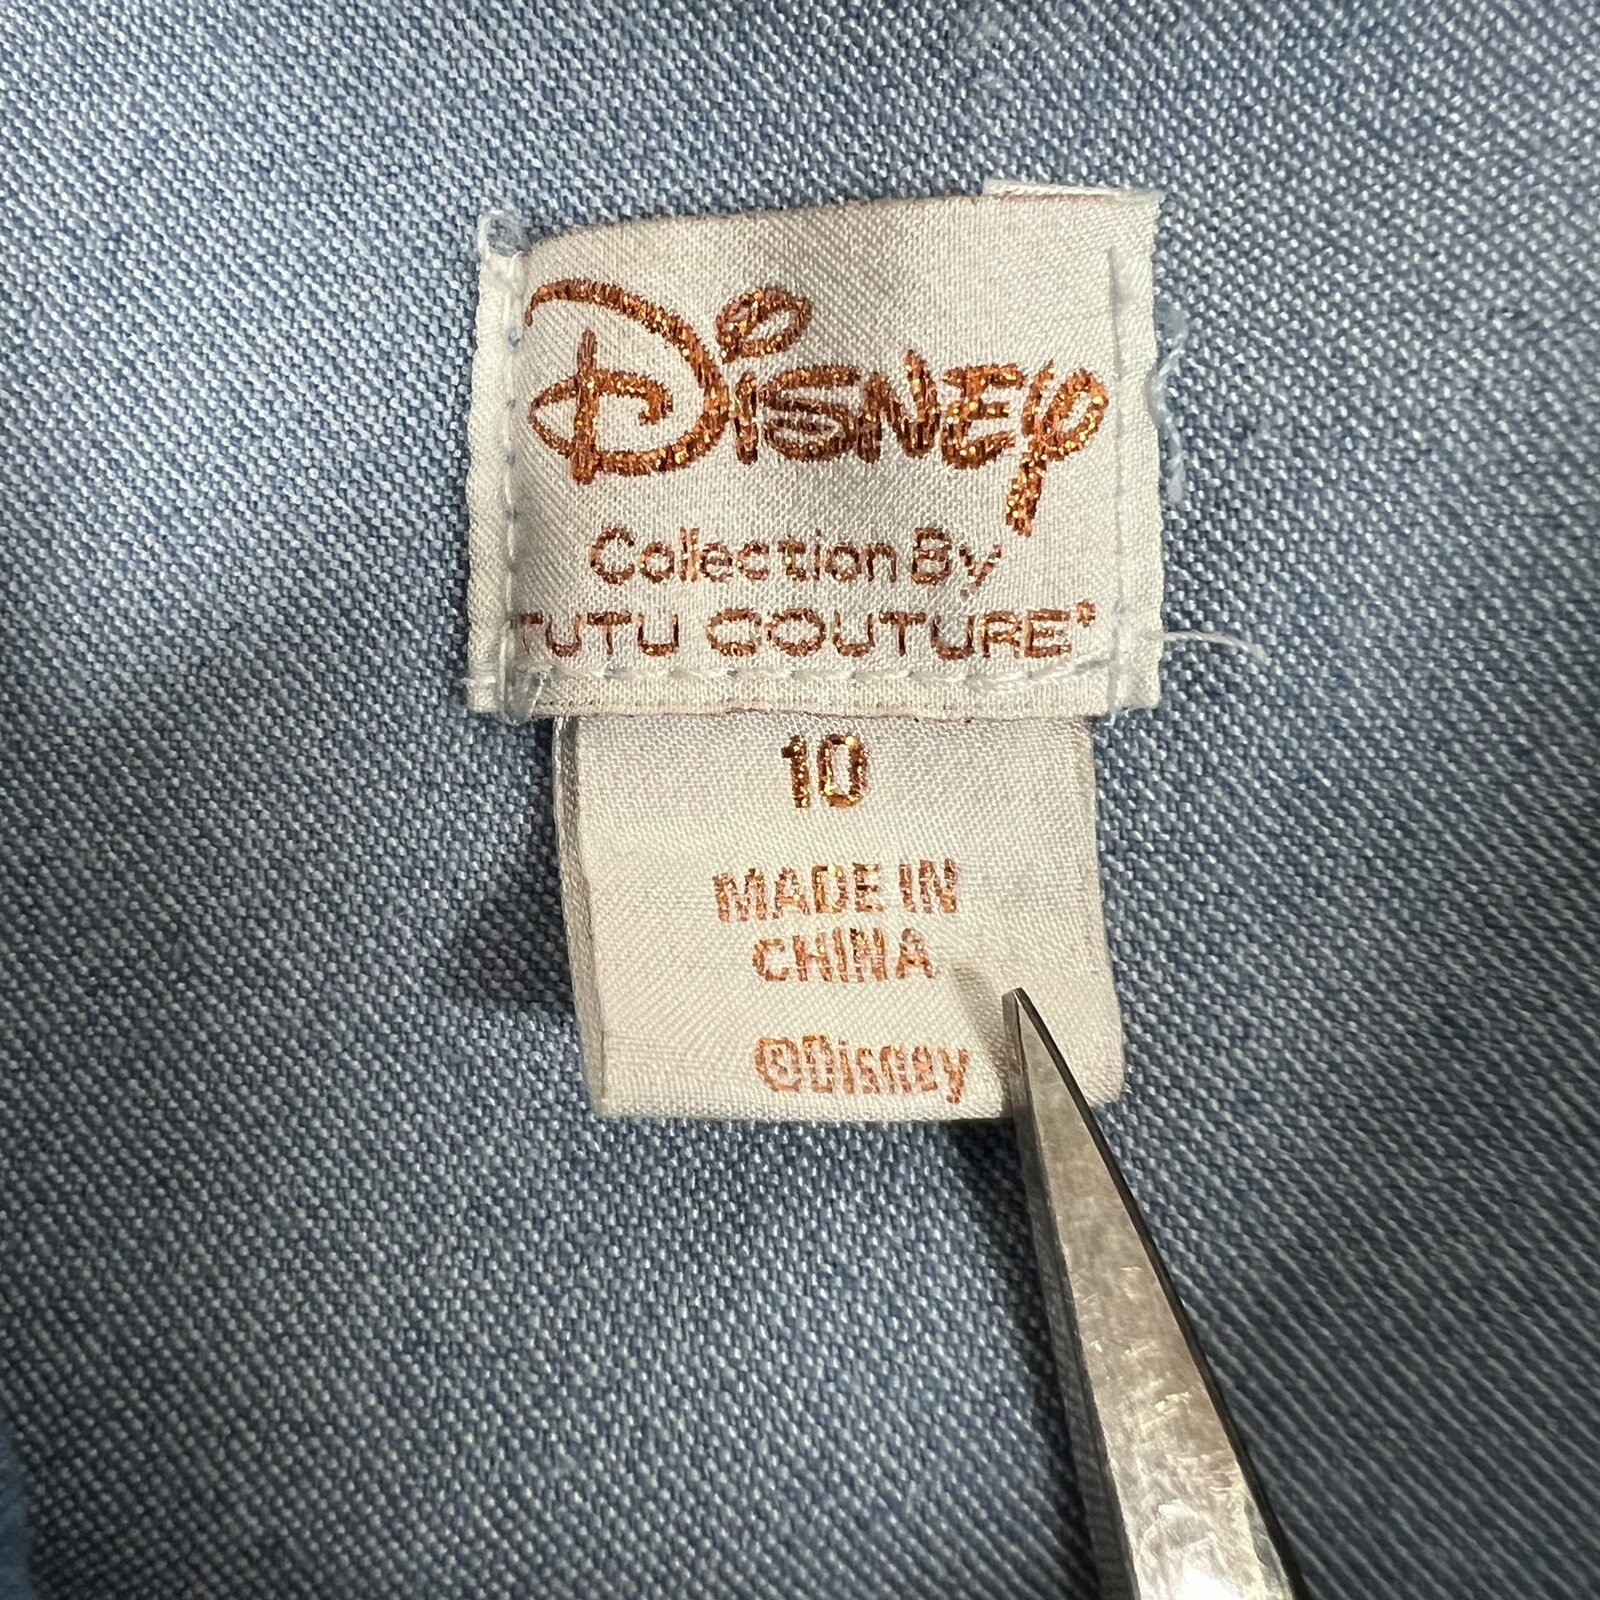 Disney
Collection By
TUTU COUTURE®
10
MADE IN
CHINA
©Disney